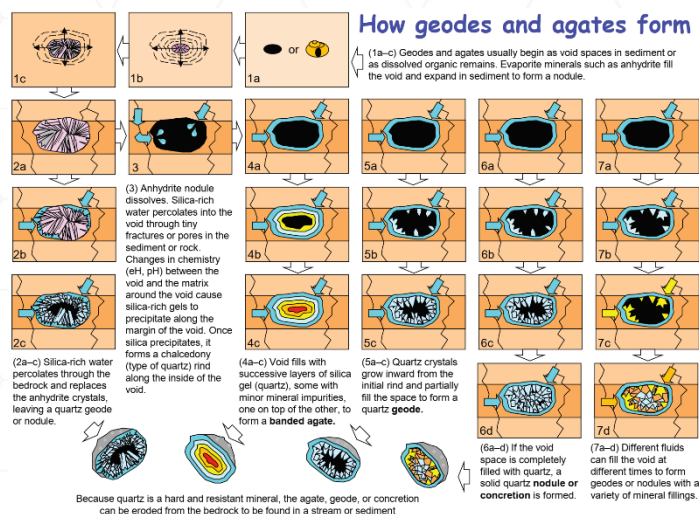 How geodes and agates form
1c
1b
or
1a
(1a–c) Geodes and agates usually begin as void spaces in sediment or
as dissolved organic remains. Evaporite minerals such as anhydrite fill
the void and expand in sediment to form a nodule.
2a
3
4a
5a
6a
7a
2b
(3) Anhydrite nodule
dissolves. Silica-rich
water percolates into the
void through tiny
fractures or pores in the
sediment or rock.
Changes in chemistry
(eH, pH) between the
void and the matrix
around the void cause
silica-rich gels to
precipitate along the
margin of the void. Once
silica precipitates, it
forms a chalcedony
(type of quartz) rind
along the inside of the
void.
4b
5b
6b
7b
2c
4c
5c
6c
7c
(2a–c) Silica-rich water
percolates through the
bedrock and replaces
the anhydrite crystals,
leaving a quartz geode
or nodule.
(4a–c) Void fills with
successive layers of silica
gel (quartz), some with
minor mineral impurities,
one on top of the other, to
form a banded agate.
(5a–c) Quartz crystals
grow inward from the
initial rind and partially
fill the space to form a
quartz geode.
6d
7d
(6a–d) If the void
space is completely
filled with quartz, a
solid quartz nodule or
concretion is formed.
(7a–d) Different fluids
can fill the void at
different times to form
geodes or nodules with a
variety of mineral fillings.
Because quartz is a hard and resistant mineral, the agate, geode, or concretion
can be eroded from the bedrock to be found in a stream or sediment